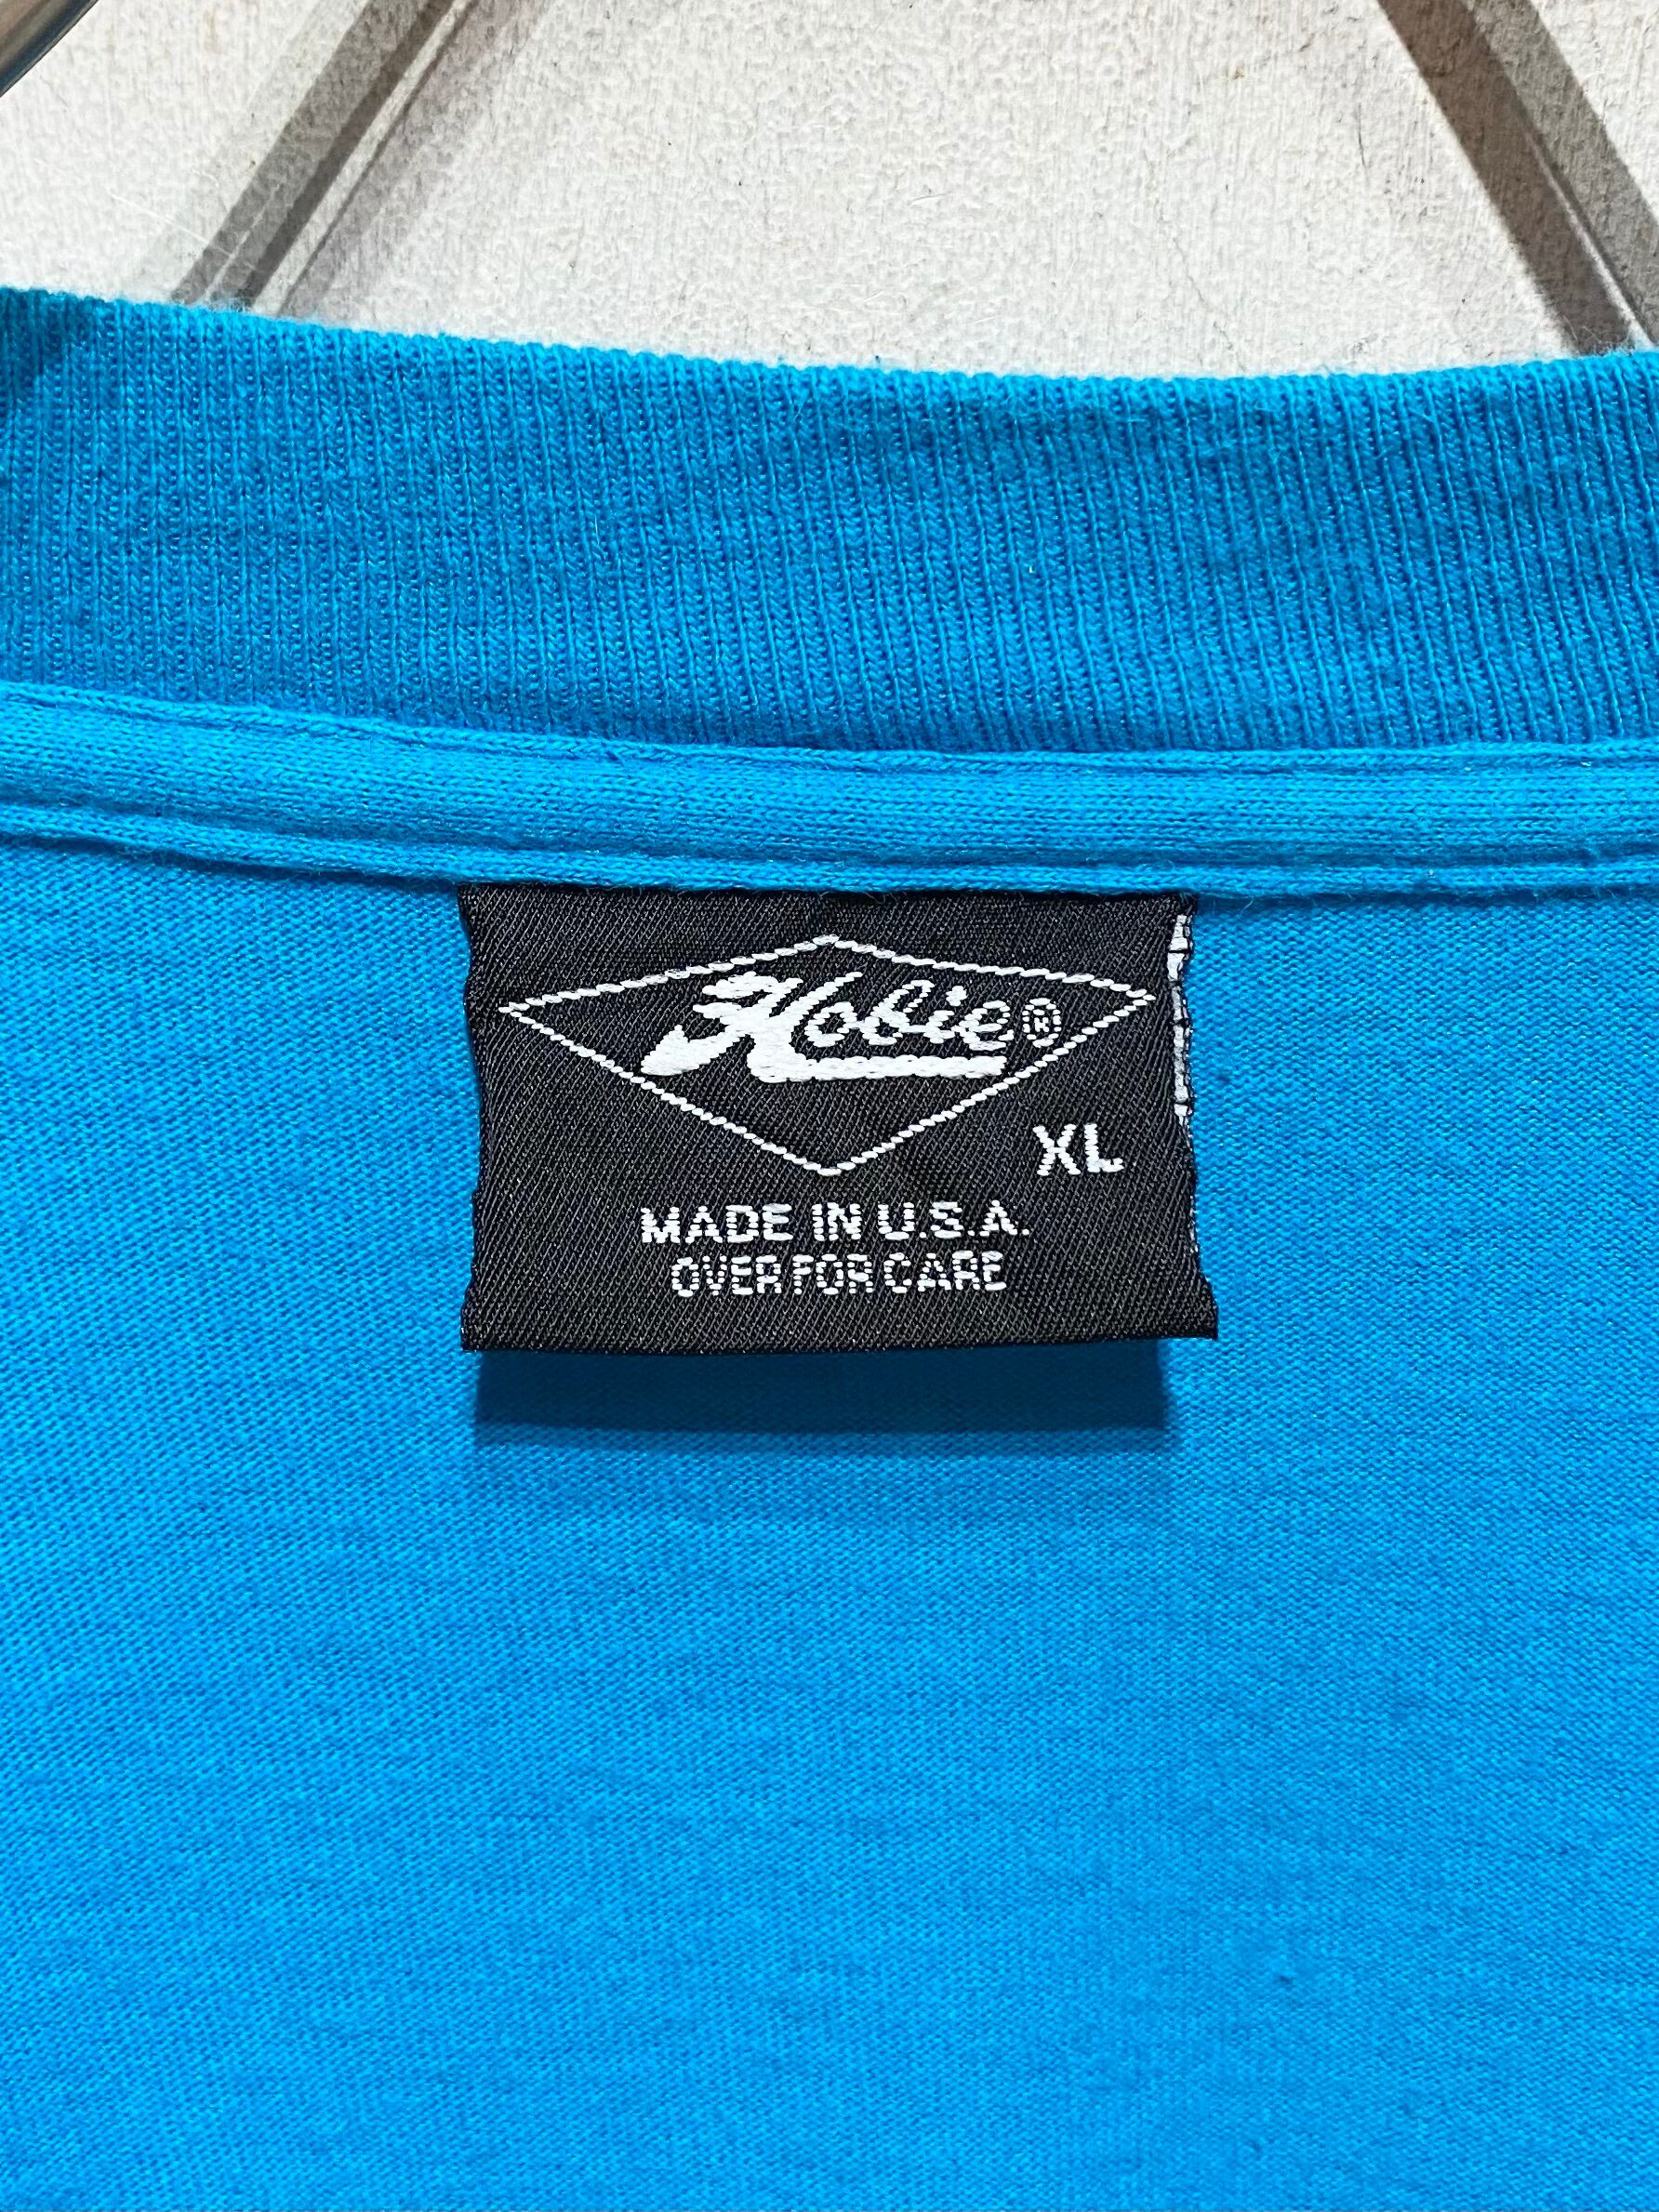 Hobie®
XL
MADE IN U.S.A.
OVER FOR CARE